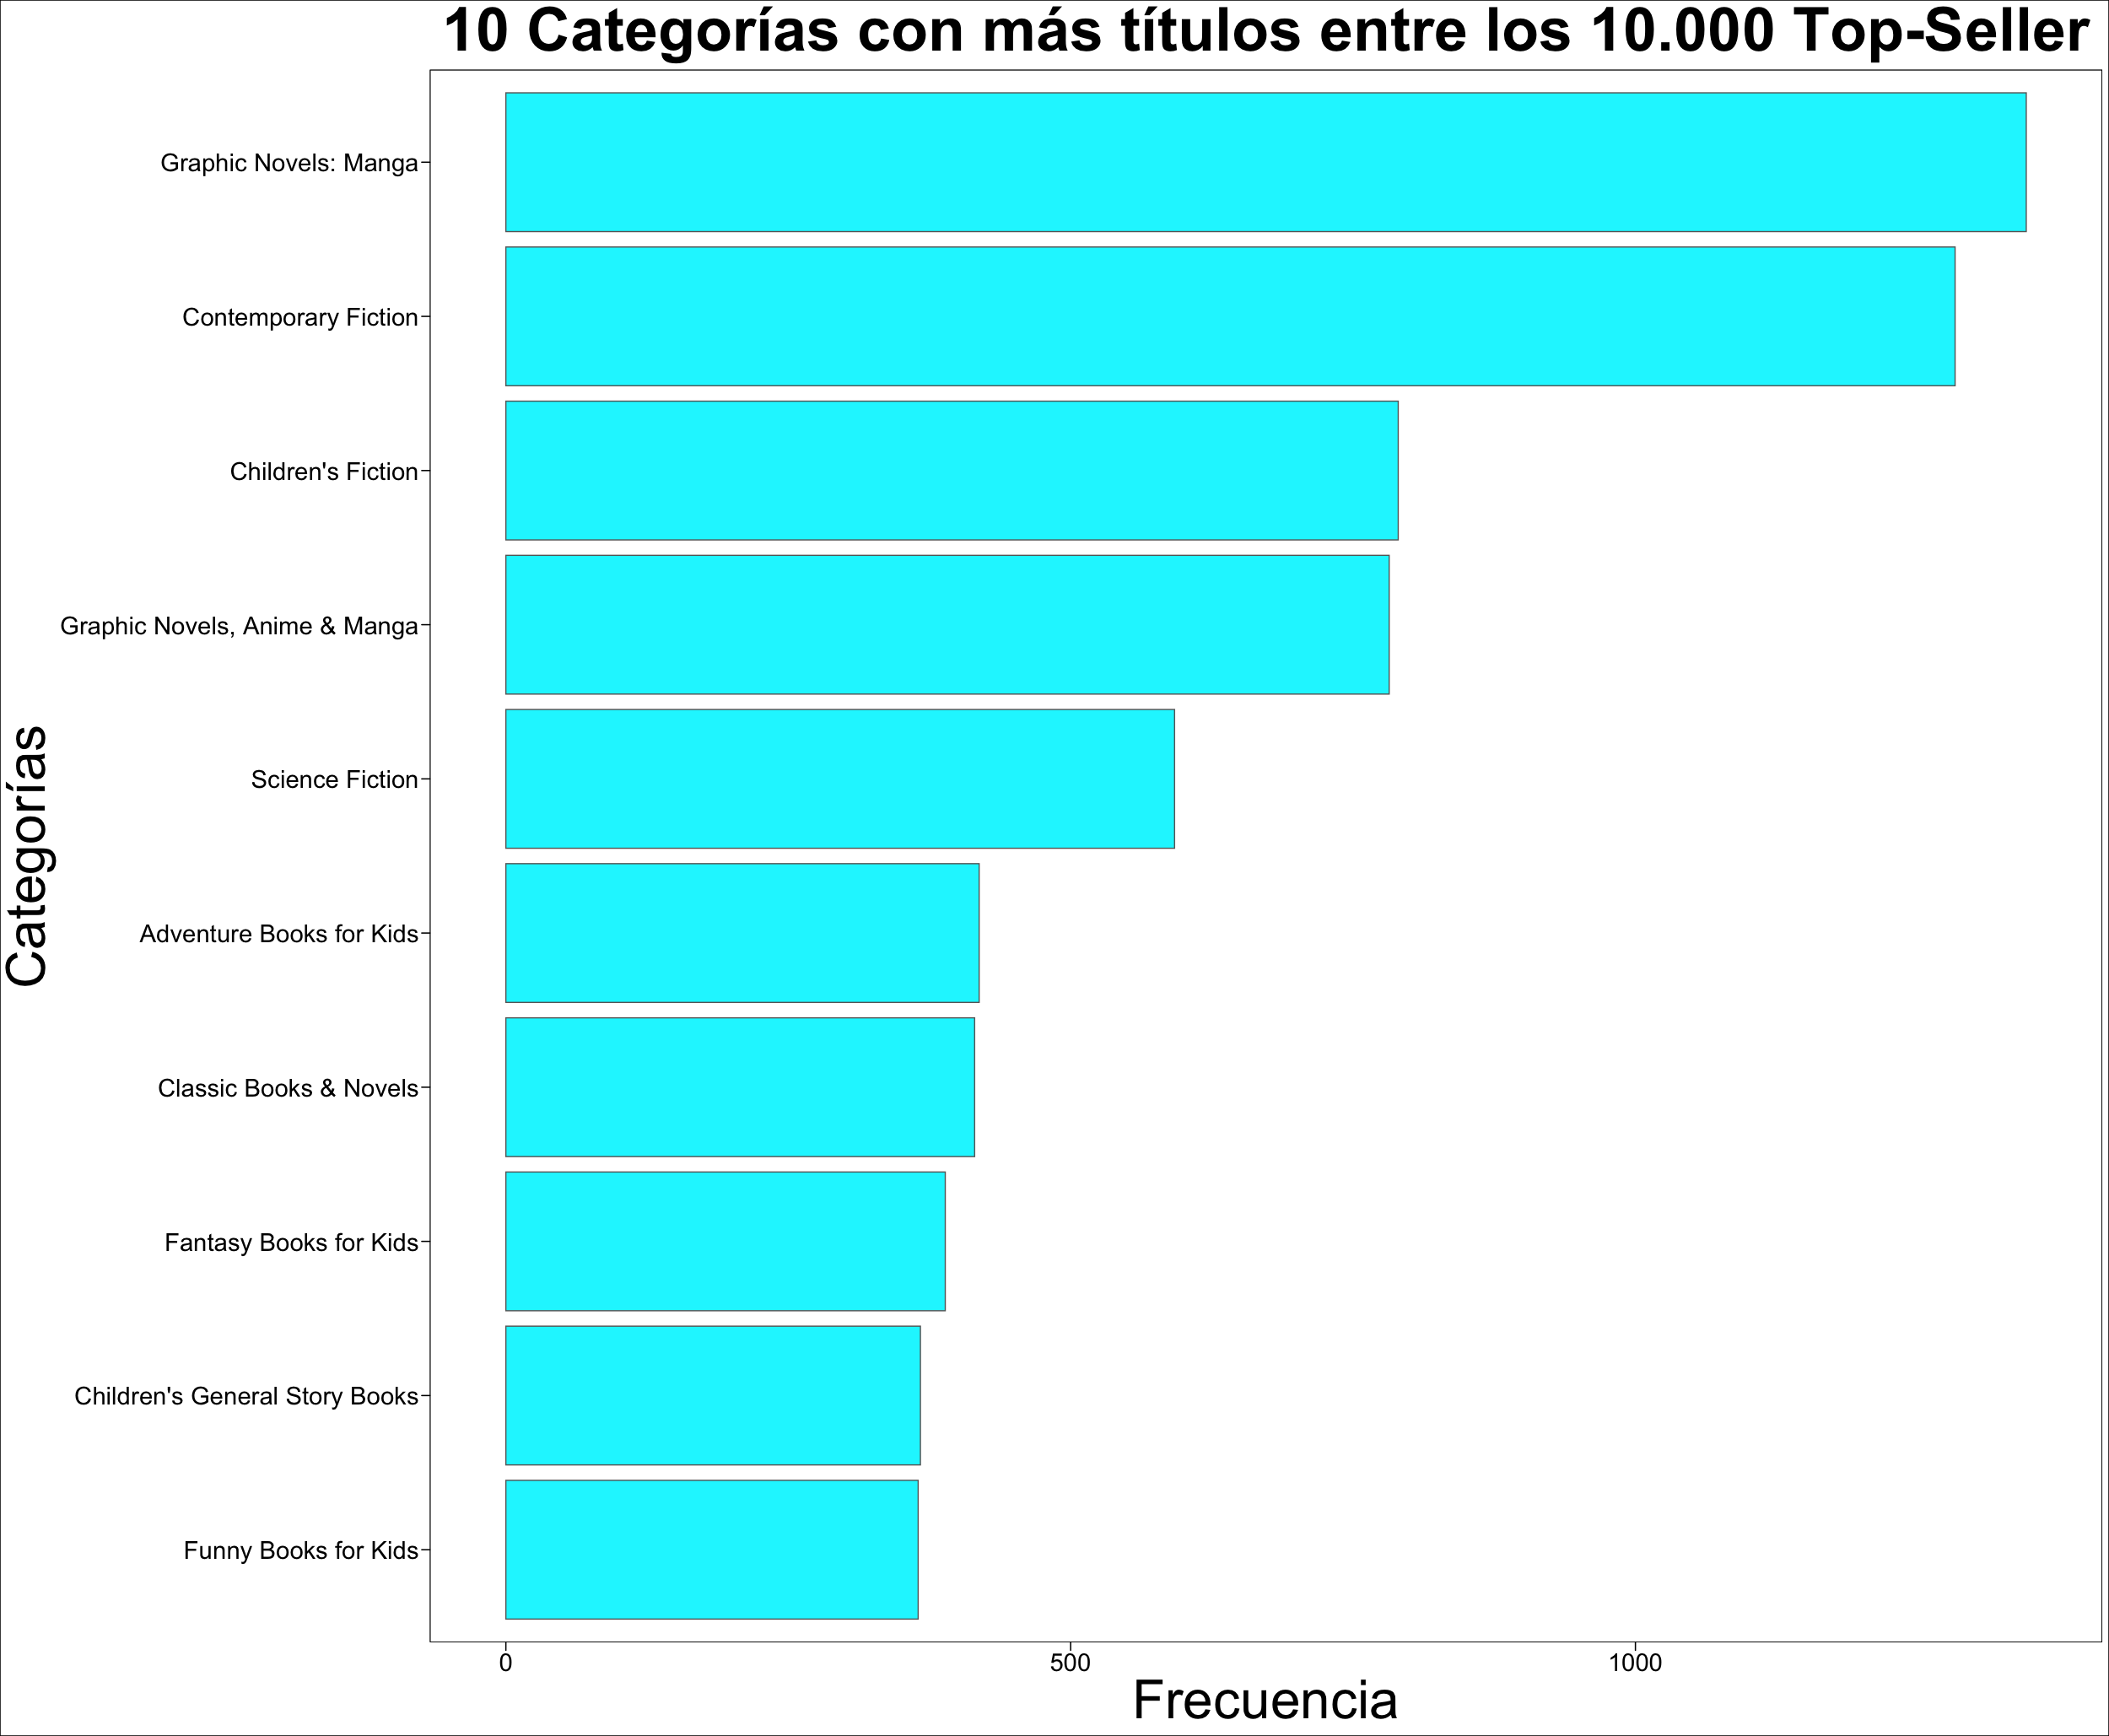 10 Categorías con más títulos entre los 10.000 Top-Seller
Categorías
Graphic Novels: Manga
Contemporary Fiction
Children's Fiction
Graphic Novels, Anime & Manga
Science Fiction
Adventure Books for Kids
Classic Books & Novels
Fantasy Books for Kids
Children's General Story Books
Funny Books for Kids
0 500 1000
Frecuencia